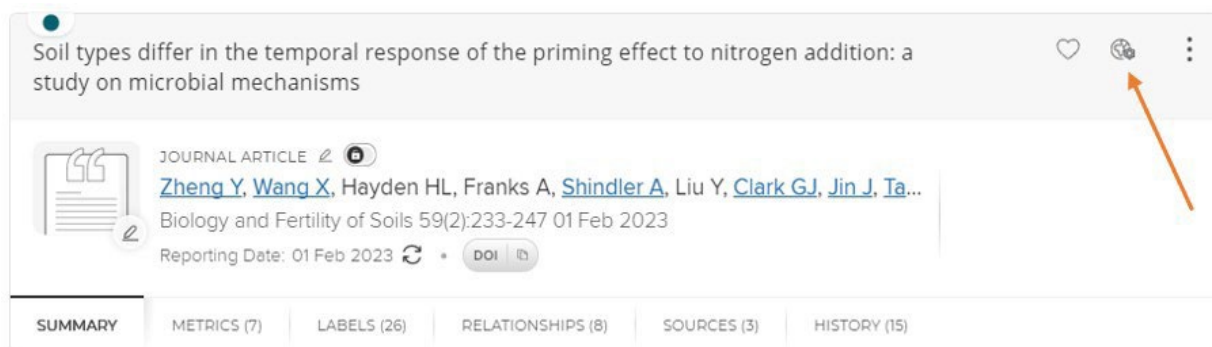 Soil types differ in the temporal response of the priming effect to nitrogen addition: a
study on microbial mechanisms
JOURNAL ARTICLE
Zheng Y, Wang X, Hayden HL, Franks A, Shindler A, Liu Y, Clark GJ, Jin J, Ta...
Biology and Fertility of Soils 59(2):233-247 01 Feb 2023
Reporting Date: 01 Feb 2023 • DOI
SUMMARY METRICS (7) LABELS (26) RELATIONSHIPS (8) SOURCES (3) HISTORY (15)